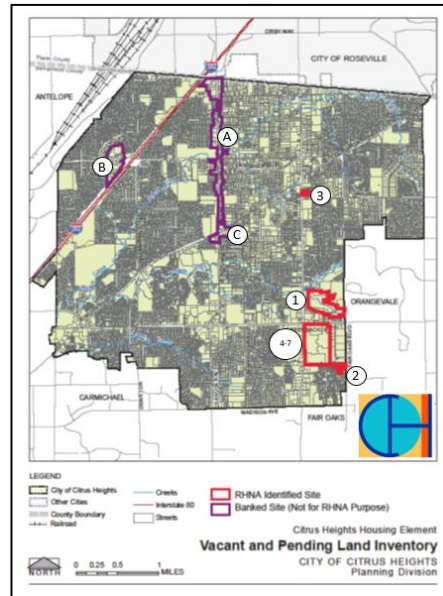 CITY OF ROSEVILLE
ANTELOPE
A
B
3
C
1
ORANGEVALE
4-7
2
CARMICHAEL
MADISON AVE
FAIR OAKS
LEGEND
City of Citrus Heights
Other Cities
County Boundary
Railroad
Creeks
Interstate 80
Streets
RHNA Identified Site
Banked Site (Not for RHNA Purpose)
Citrus Heights Housing Element
Vacant and Pending Land Inventory
CITY OF CITRUS HEIGHTS
Planning Division
NORTH
0 0.25 0.5 1
MILES